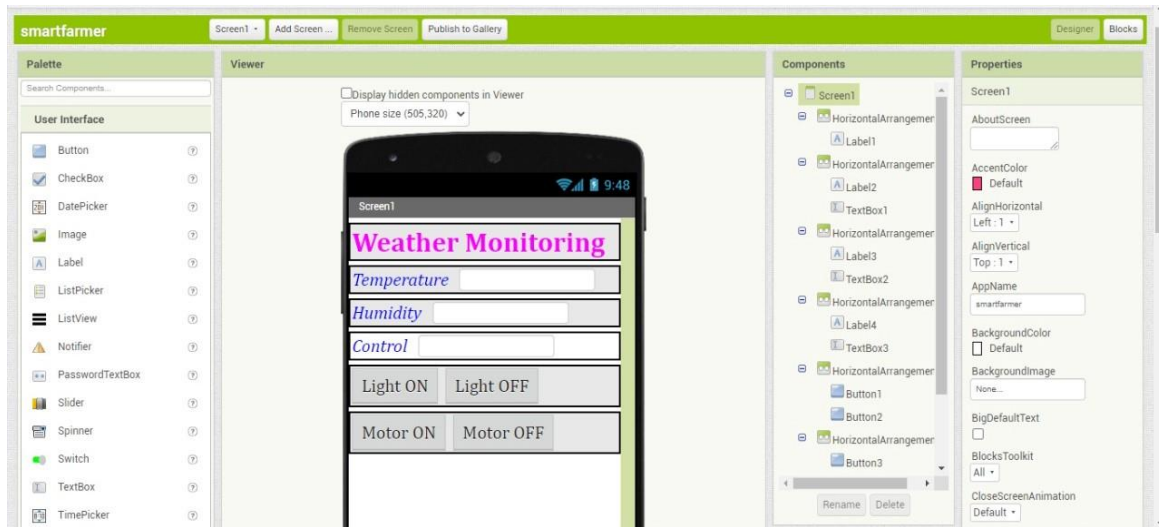 smartfarmer
Screen1
Add Screen ...
Remove Screen
Publish to Gallery
Designer
Blocks
Palette
Search Components...
User Interface
Button
CheckBox
DatePicker
Image
Label
ListPicker
ListView
Notifier
PasswordTextBox
Slider
Spinner
Switch
TextBox
TimePicker
Viewer
Display hidden components in Viewer
Phone size (505,320)
9:48
Screen1
Weather Monitoring
Temperature
Humidity
Control
Light ON Light OFF
Motor ON Motor OFF
Components
Screen1
HorizontalArrangemer
Label1
HorizontalArrangemer
Label2
TextBox1
HorizontalArrangemer
Label3
TextBox2
HorizontalArrangemer
Label4
TextBox3
HorizontalArrangemer
Button1
Button2
HorizontalArrangemer
Button3
Rename Delete
Properties
Screen1
AboutScreen
AccentColor
Default
AlignHorizontal
Left : 1
AlignVertical
Top : 1
AppName
smartfarmer
BackgroundColor
Default
BackgroundImage
None...
BigDefaultText
BlocksToolkit
All
CloseScreenAnimation
Default